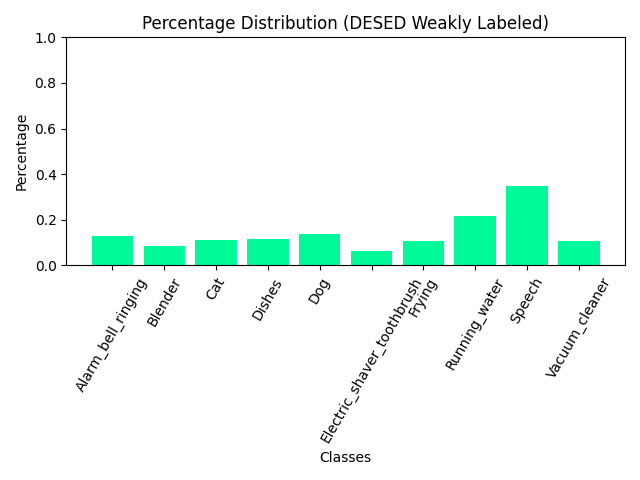 Percentage Distribution (DESED Weakly Labeled)
Percentage
1.0
0.8
0.6
0.4
0.2
0.0
Alarm_bell_ringing
Blender
Cat
Dishes
Dog
Electric_shaver_toothbrush
Frying
Running_water
Speech
Vacuum_cleaner
Classes